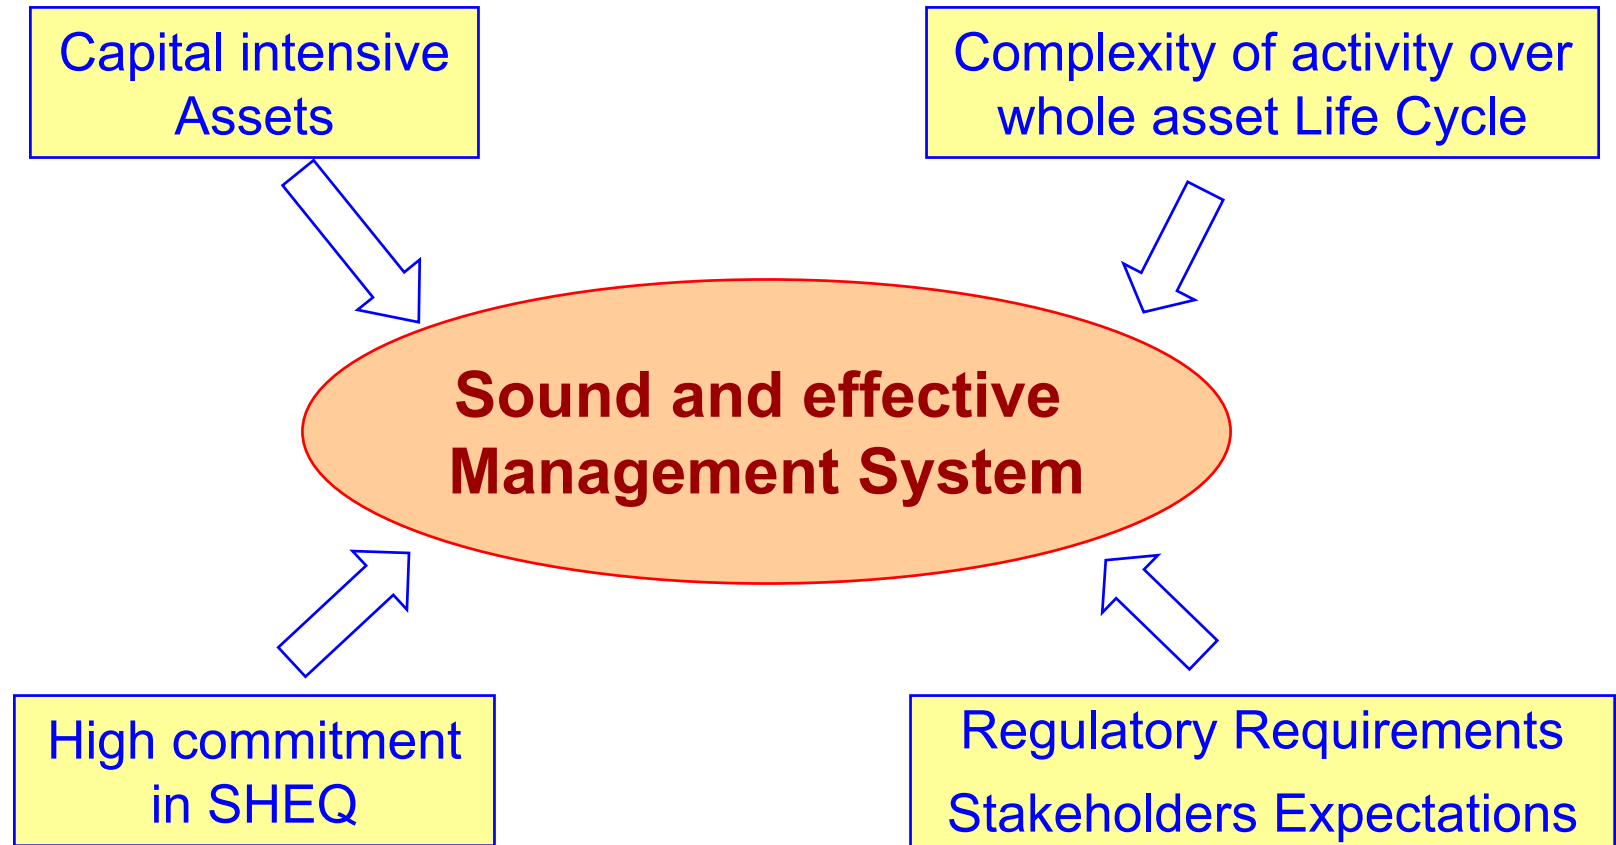 Capital intensive
Assets
Complexity of activity over
whole asset Life Cycle
Sound and effective
Management System
High commitment
in SHEQ
Regulatory Requirements
Stakeholders Expectations